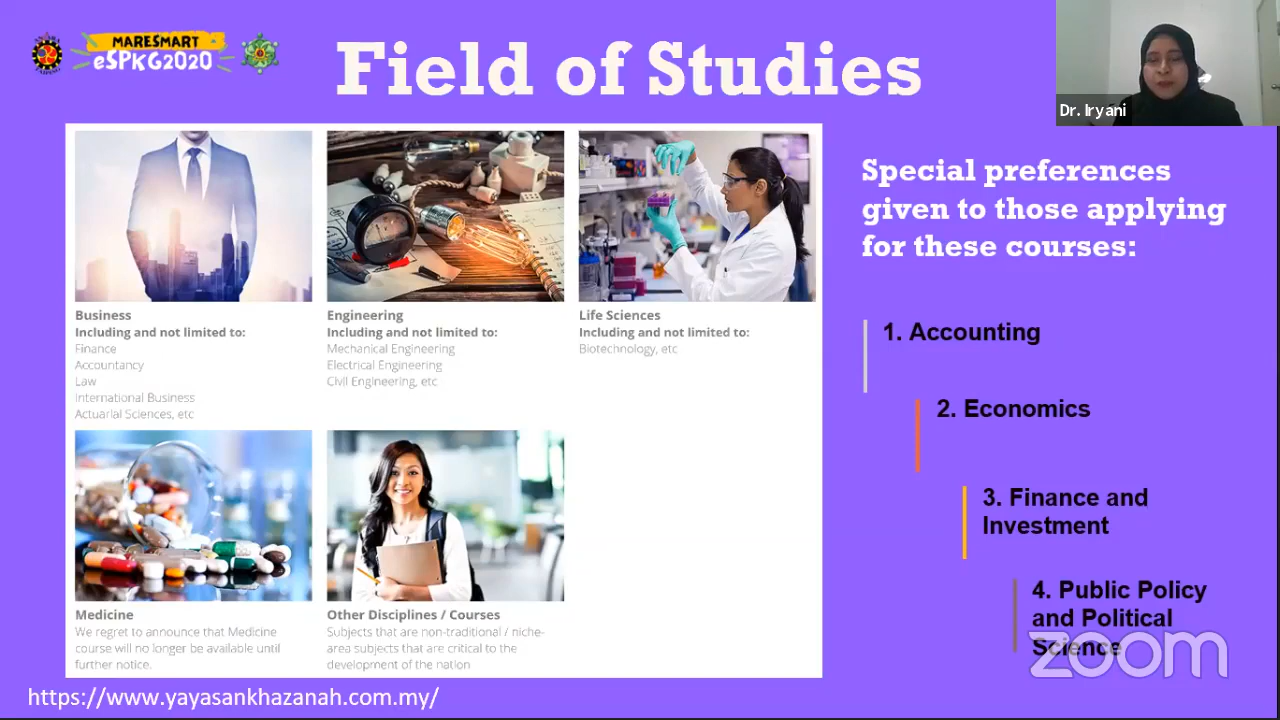 MARESMART
eSPKG2020
Field of Studies
Dr. Iryani
Business
Including and not limited to:
Finance
Accountancy
Law
International Business
Actuarial Sciences, etc
Engineering
Including and not limited to:
Mechanical Engineering
Electrical Engineering
Civil Engineering, etc
Life Sciences
Including and not limited to:
Biotechnology, etc
Medicine
We regret to announce that Medicine
course will no longer be available until
further notice.
Other Disciplines / Courses
Subjects that are non-traditional / niche-
area subjects that are critical to the
development of the nation
Special preferences
given to those applying
for these courses:
1. Accounting
2. Economics
3. Finance and
Investment
4. Public Policy
and Political
Science
zoom
https://www.yayasankhazanah.com.my/